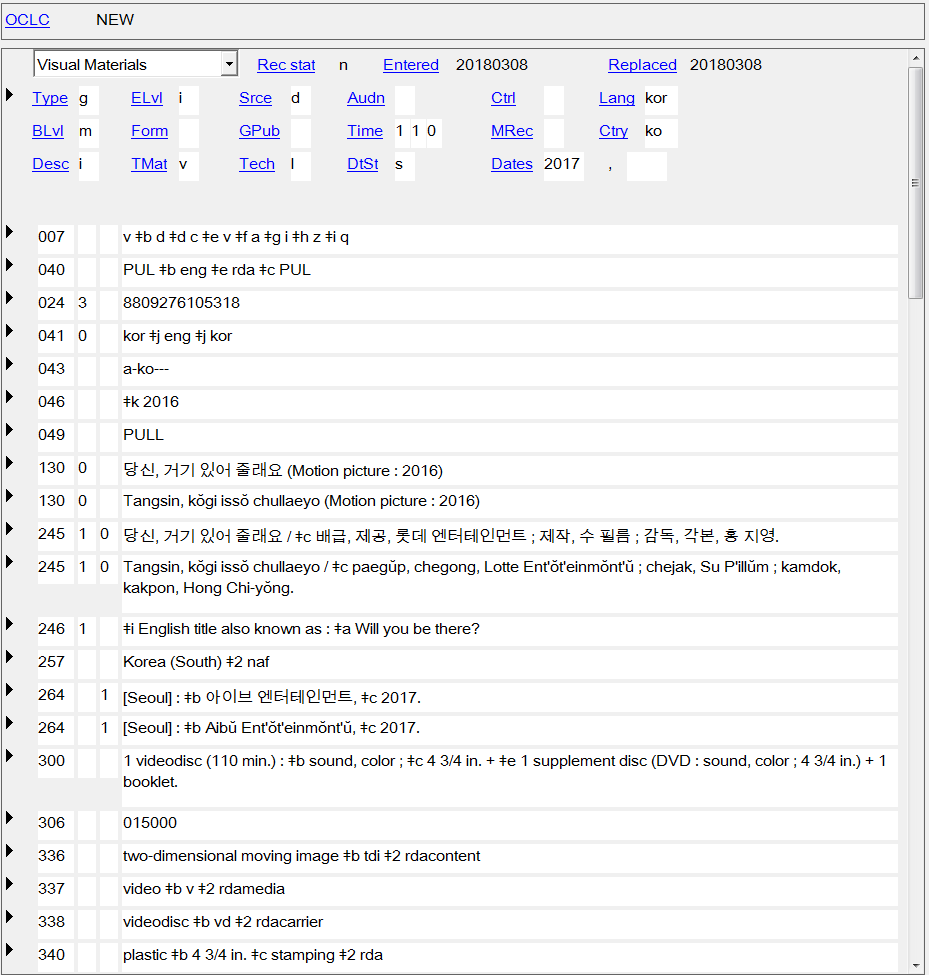 OCLC NEW
Visual Materials Rec stat n Entered 20180308 Replaced 20180308
Type g ELvl i Srce d Audn Ctrl Lang kor
BLvl m Form GPub Time 1 1 0 MRec Ctry ko
Desc i TMat v Tech l DtSt s Dates 2017 ,
007 v ǂb d ǂd c ǂe v ǂf a ǂg i ǂh z ǂi q
040 PUL ǂb eng ǂe rda ǂc PUL
024 3 8809276105318
041 0 kor ǂj eng ǂj kor
043 a-ko---
046 ǂk 2016
049 PULL
130 0 당신, 거기 있어 줄래요 (Motion picture : 2016)
130 0 Tangsin, kŏgi issŏ chullaeyo (Motion picture : 2016)
245 1 0 당신, 거기 있어 줄래요 / ǂc 배급, 제공, 롯데 엔터테인먼트 ; 제작, 수 필름 ; 감독, 각본, 홍 지영.
245 1 0 Tangsin, kŏgi issŏ chullaeyo / ǂc paegŭp, chegong, Lotte Ent'ŏt'einmŏnt'ŭ ; chejak, Su P'illŭm ; kamdok,
kakpon, Hong Chi-yŏng.
246 1 ǂi English title also known as : ǂa Will you be there?
257 Korea (South) ǂ2 naf
264 1 [Seoul] : ǂb 아이브 엔터테인먼트, ǂc 2017.
264 1 [Seoul] : ǂb Aibŭ Ent'ŏt'einmŏnt'ŭ, ǂc 2017.
300 1 videodisc (110 min.) : ǂb sound, color ; ǂc 4 3/4 in. + ǂe 1 supplement disc (DVD : sound, color ; 4 3/4 in.) + 1
booklet.
306 015000
336 two-dimensional moving image ǂb tdi ǂ2 rdacontent
337 video ǂb v ǂ2 rdamedia
338 videodisc ǂb vd ǂ2 rdacarrier
340 plastic ǂb 4 3/4 in. ǂc stamping ǂ2 rda